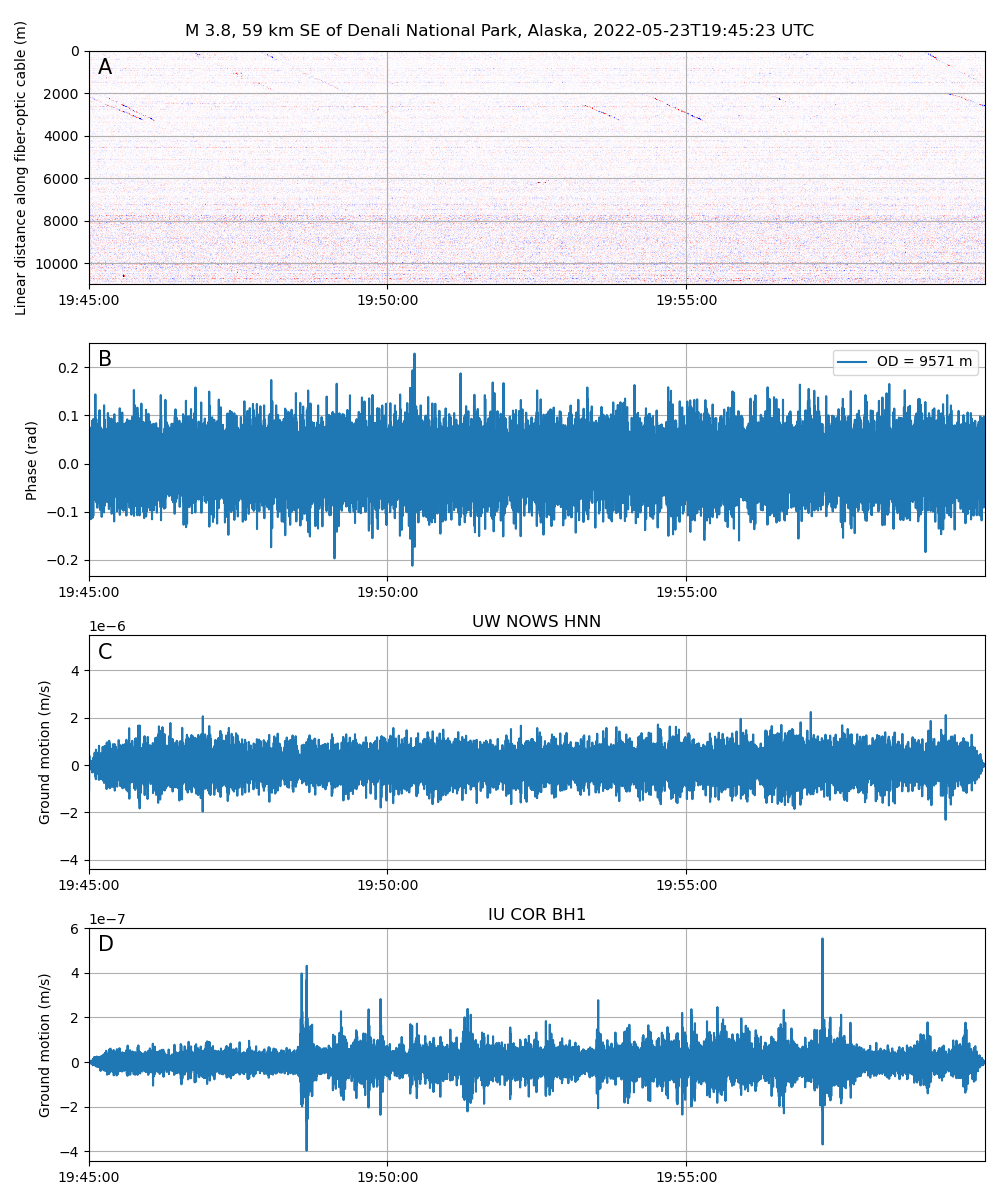 M 3.8, 59 km SE of Denali National Park, Alaska, 2022-05-23T19:45:23 UTC
Linear distance along fiber-optic cable (m)
A
0
2000
4000
6000
8000
10000
19:45:00 19:50:00 19:55:00
B
OD = 9571 m
Phase (rad)
0.2
0.1
0.0
−0.1
−0.2
19:45:00 19:50:00 19:55:00
UW NOWS HNN
1e−6
C
Ground motion (m/s)
4
2
0
−2
−4
19:45:00 19:50:00 19:55:00
IU COR BH1
1e−7
D
Ground motion (m/s)
6
4
2
0
−2
−4
19:45:00 19:50:00 19:55:00